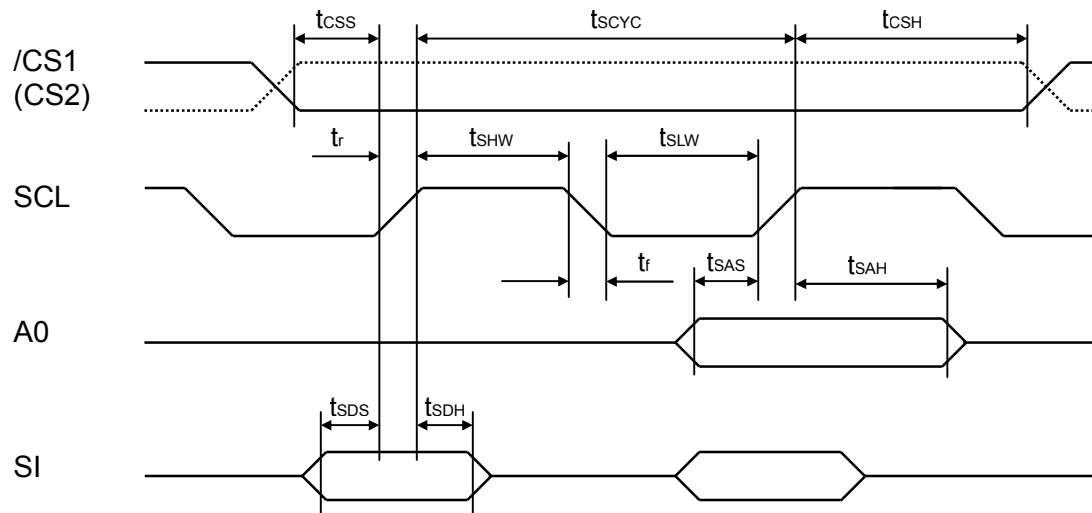 tCSS tSCYC tCSH
/CS1
(CS2)
tr tSHW tSLW
SCL
tf tSAS tSAH
A0
tSDS tSDH
SI